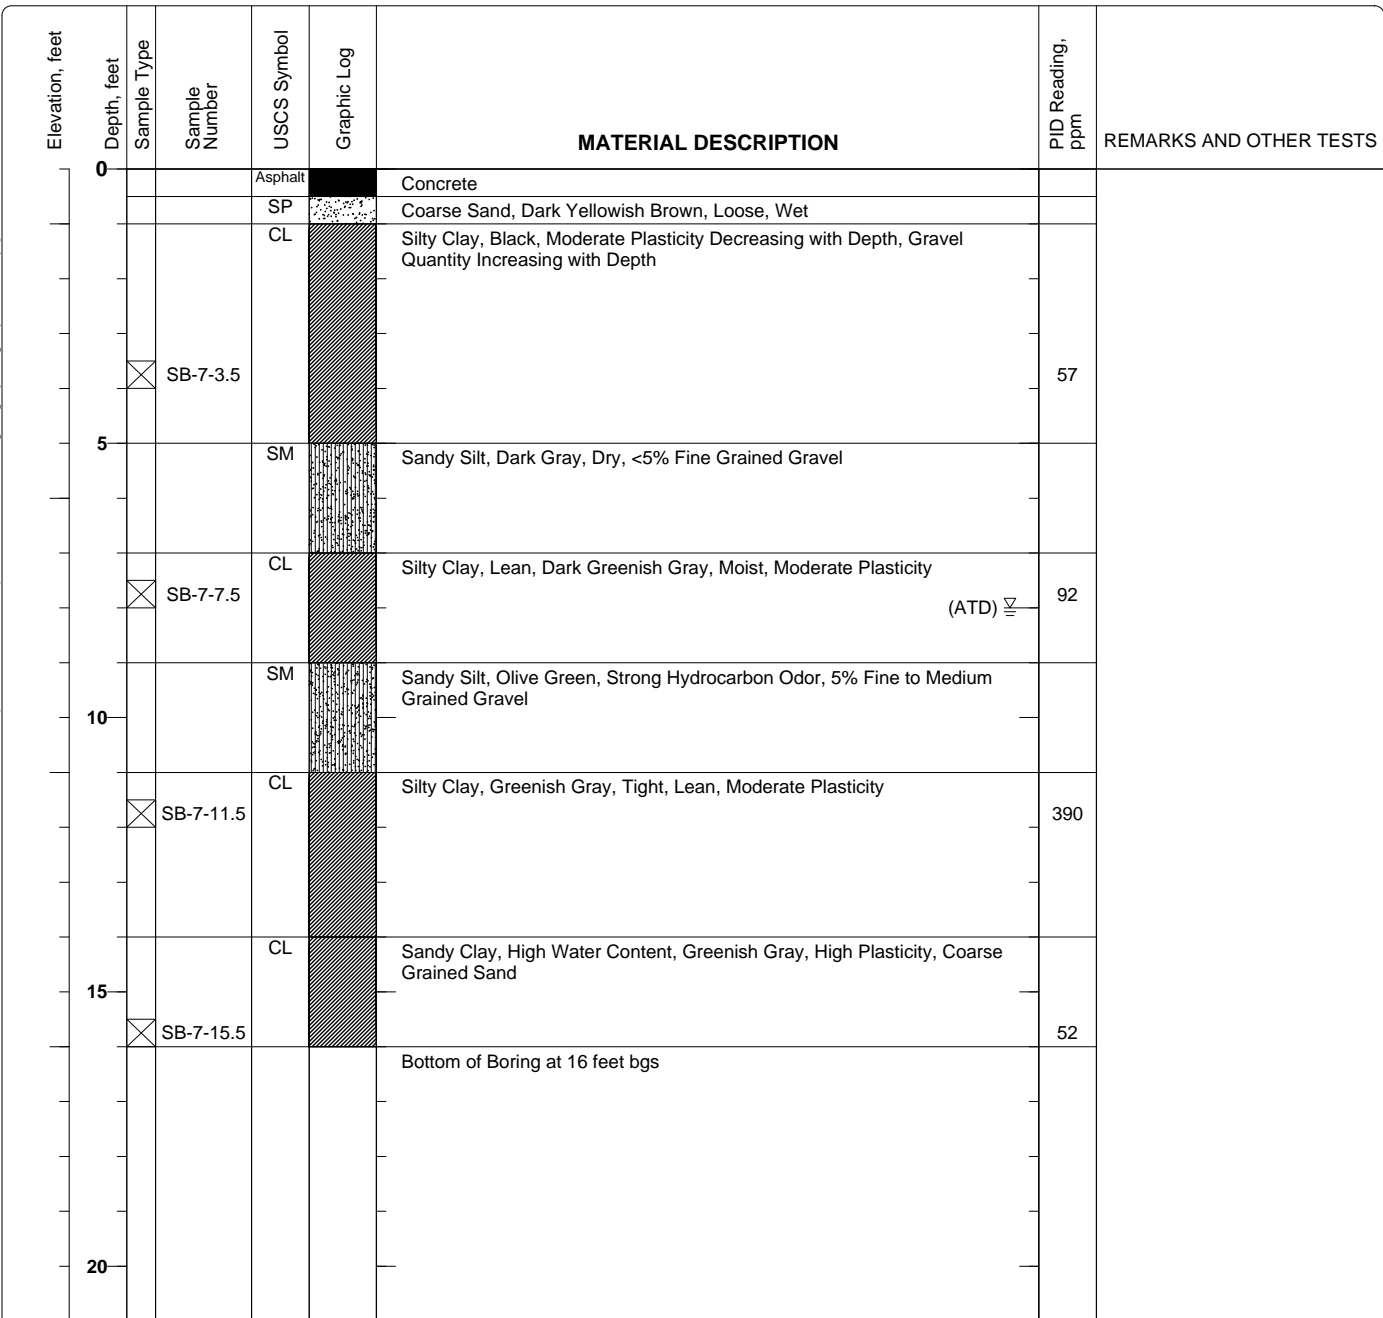 Elevation, feet
Depth, feet
Sample Type
Sample
Number
USCS Symbol
Graphic Log
MATERIAL DESCRIPTION
PID Reading,
ppm
REMARKS AND OTHER TESTS
0
Asphalt
Concrete
SP
Coarse Sand, Dark Yellowish Brown, Loose, Wet
CL
Silty Clay, Black, Moderate Plasticity Decreasing with Depth, Gravel
Quantity Increasing with Depth
SB-7-3.5
57
5
SM
Sandy Silt, Dark Gray, Dry, <5% Fine Grained Gravel
CL
Silty Clay, Lean, Dark Greenish Gray, Moist, Moderate Plasticity
SB-7-7.5
92
(ATD)
SM
Sandy Silt, Olive Green, Strong Hydrocarbon Odor, 5% Fine to Medium
Grained Gravel
10
CL
Silty Clay, Greenish Gray, Tight, Lean, Moderate Plasticity
SB-7-11.5
390
CL
Sandy Clay, High Water Content, Greenish Gray, High Plasticity, Coarse
Grained Sand
15
SB-7-15.5
52
Bottom of Boring at 16 feet bgs
20